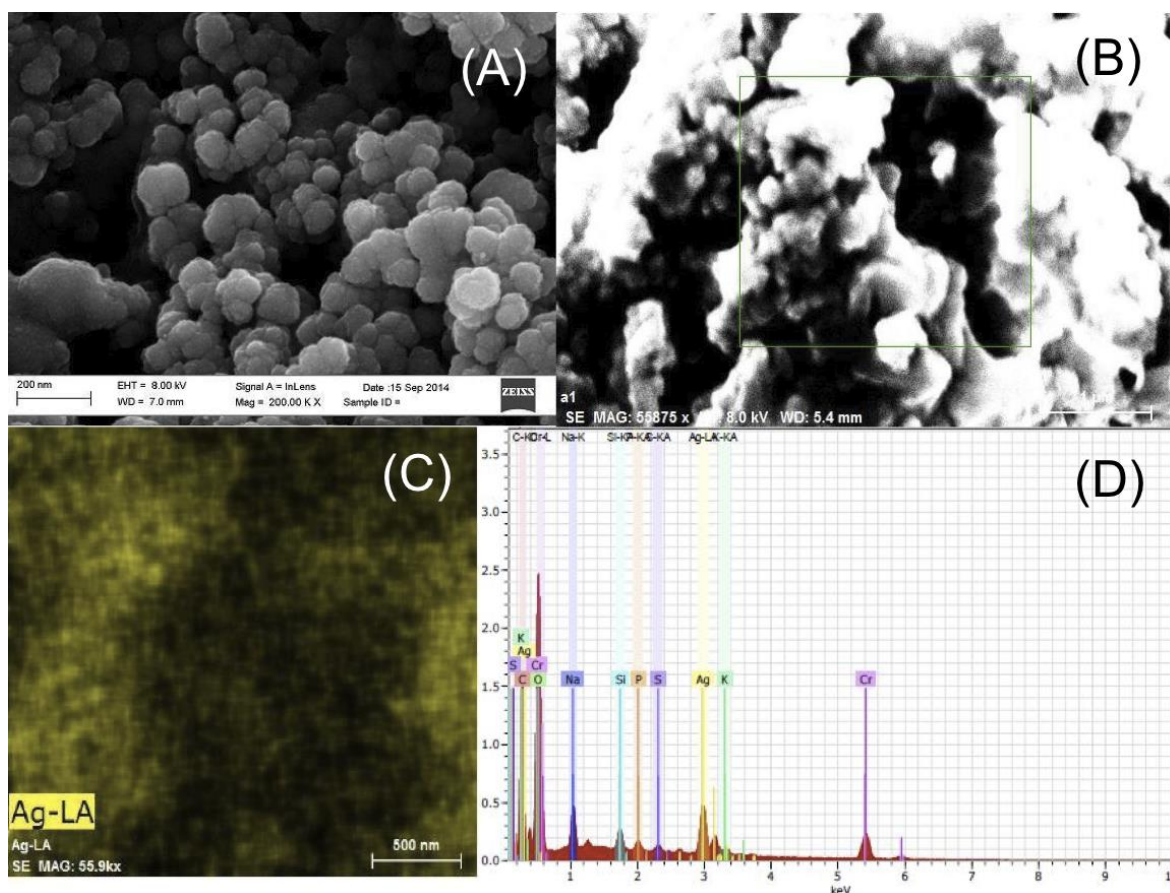 (A)
200 nm
EHT = 8.00 kV
WD = 7.0 mm
Signal A = InLens
Mag = 200.00 K X
Date :15 Sep 2014
Sample ID =
ZEISS
(B)
a1
SE MAG: 55875 x 8.0 kV WD: 5.4 mm
(C)
Ag-LA
Ag-LA
SE MAG: 55.9kx
500 nm
(D)
Na-K
Ag-LA
3.5
3.0
2.5
2.0
1.5
1.0
0.5
0.0
K
Ag
S
Cr
C
O
Na
Si
P
S
Ag
K
Cr
1 2 3 4 5 6 7 8 9
keV